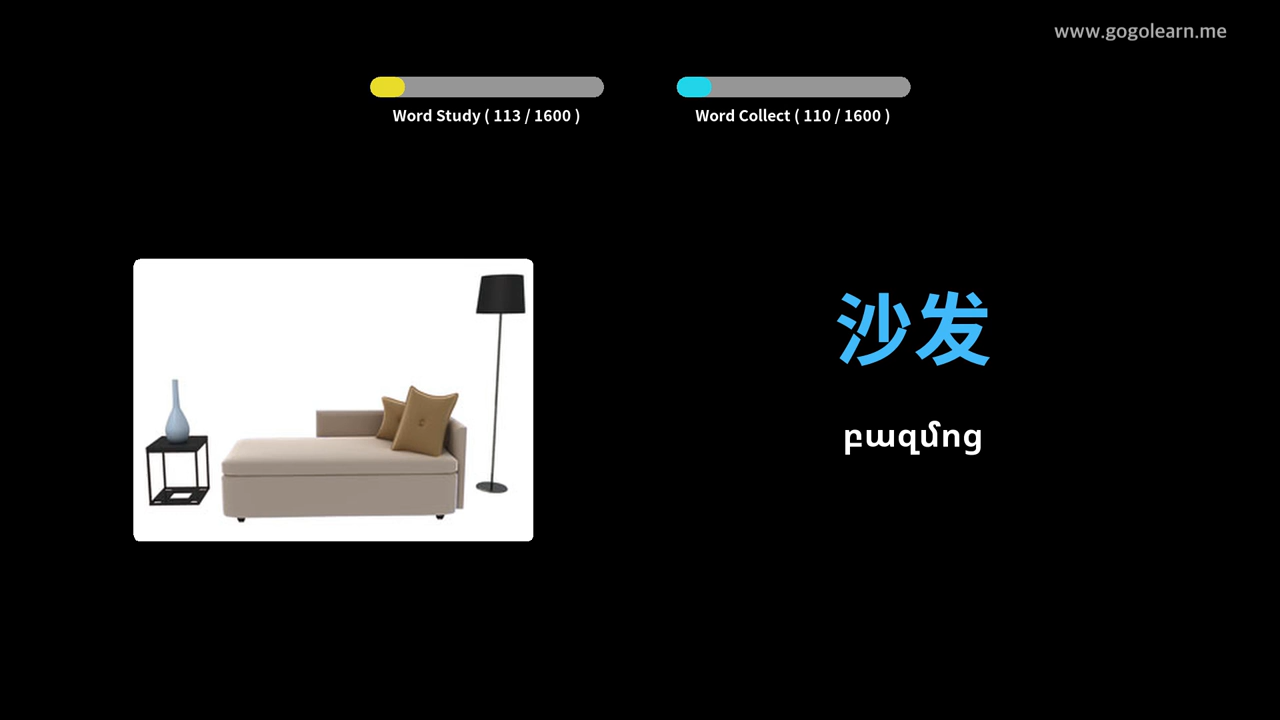 www.gogolearn.me
Word Study ( 113 / 1600 )
Word Collect ( 110 / 1600 )
沙发
բազմոց